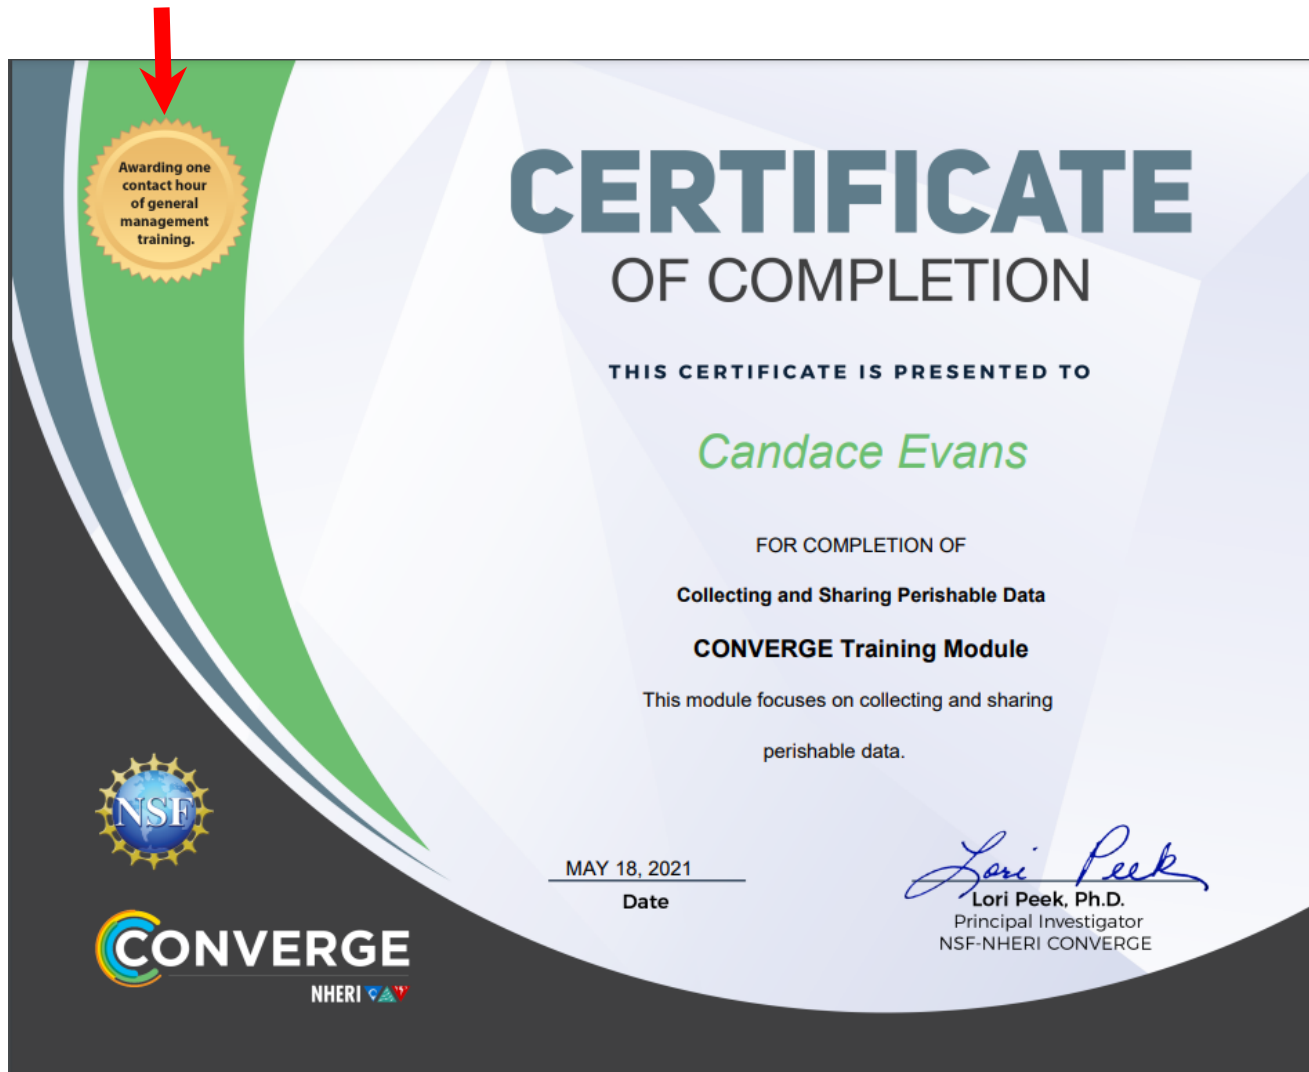 Awarding one
contact hour
of general
management
training.
CERTIFICATE
OF COMPLETION
THIS CERTIFICATE IS PRESENTED TO
Candace Evans
FOR COMPLETION OF
Collecting and Sharing Perishable Data
CONVERGE Training Module
This module focuses on collecting and sharing
perishable data.
NSF
MAY 18, 2021
Date
Lori Peek
Lori Peek, Ph.D.
Principal Investigator
NSF-NHERI CONVERGE
CONVERGE
NHERI